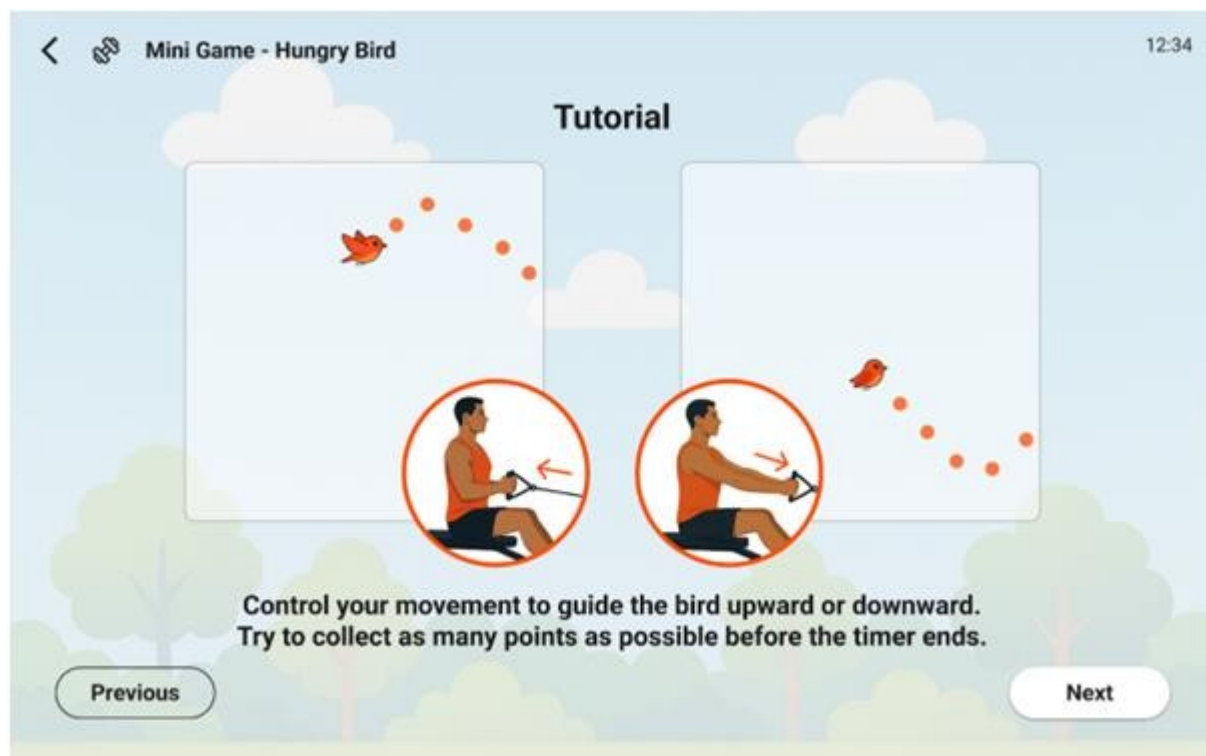 Mini Game - Hungry Bird
12:34
Tutorial
Control your movement to guide the bird upward or downward.
Try to collect as many points as possible before the timer ends.
Previous
Next